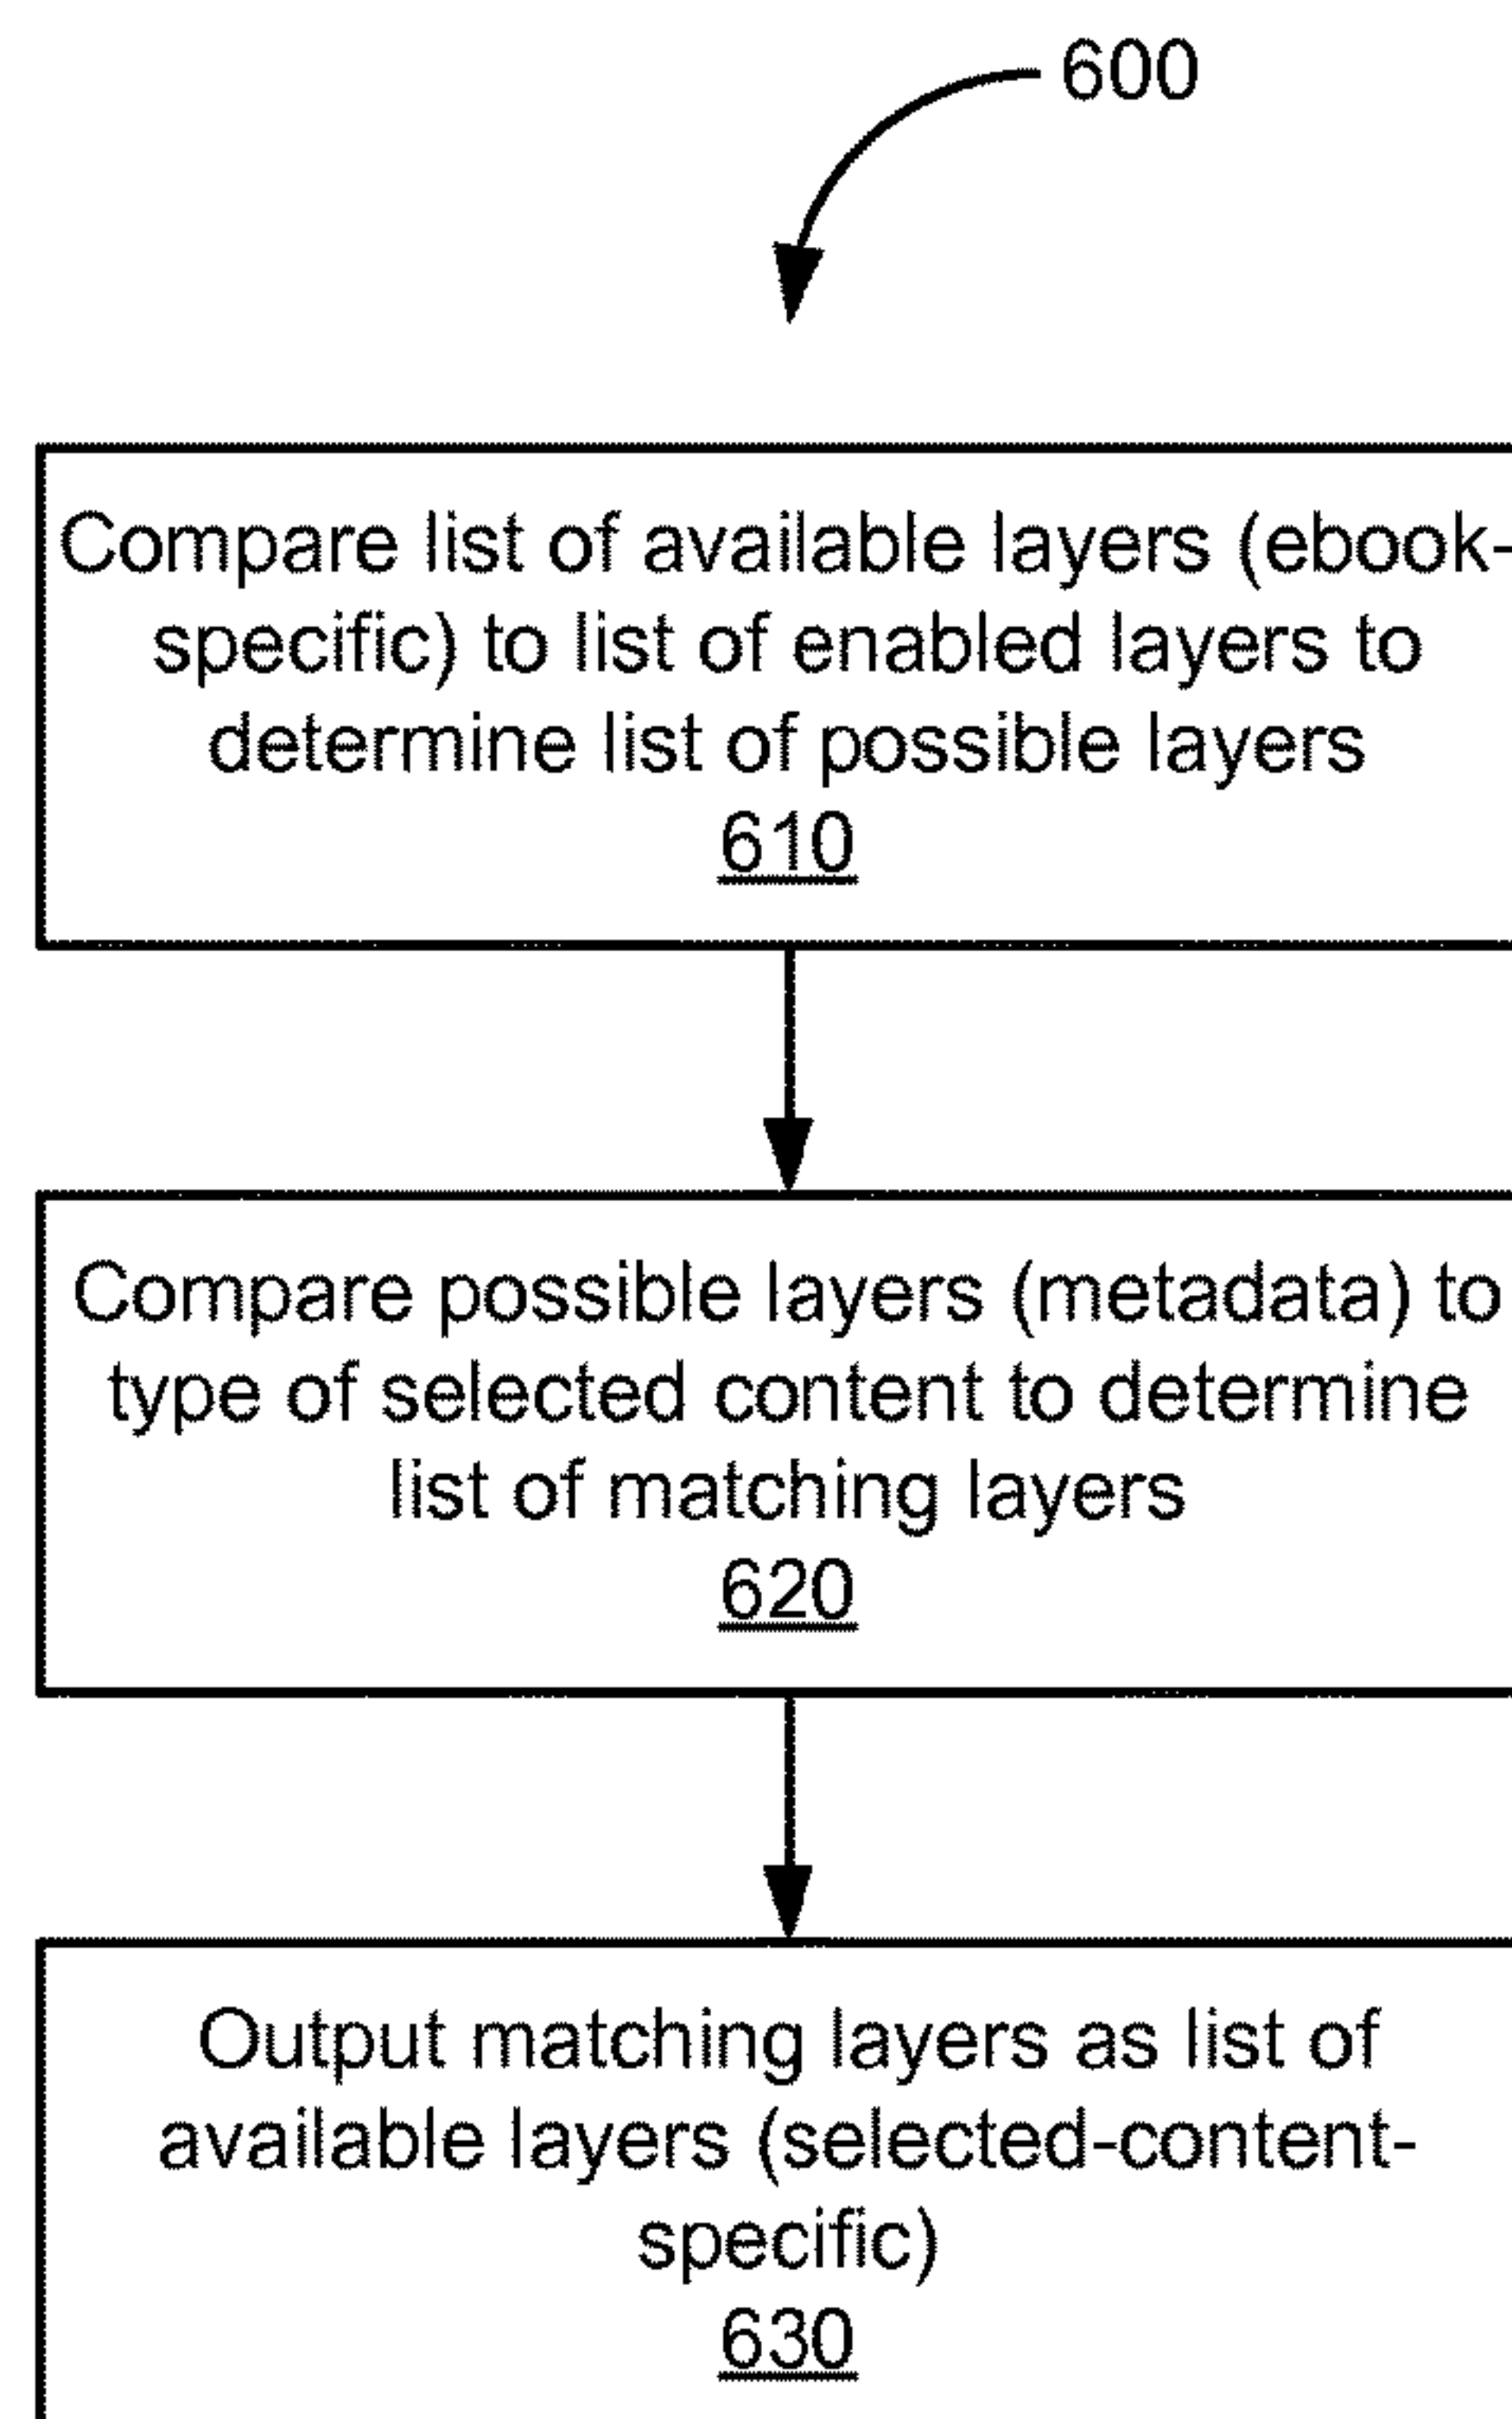 600
Compare list of available layers (ebook-
specific) to list of enabled layers to
determine list of possible layers
610
Compare possible layers (metadata) to
type of selected content to determine
list of matching layers
620
Output matching layers as list of
available layers (selected-content-
specific)
630